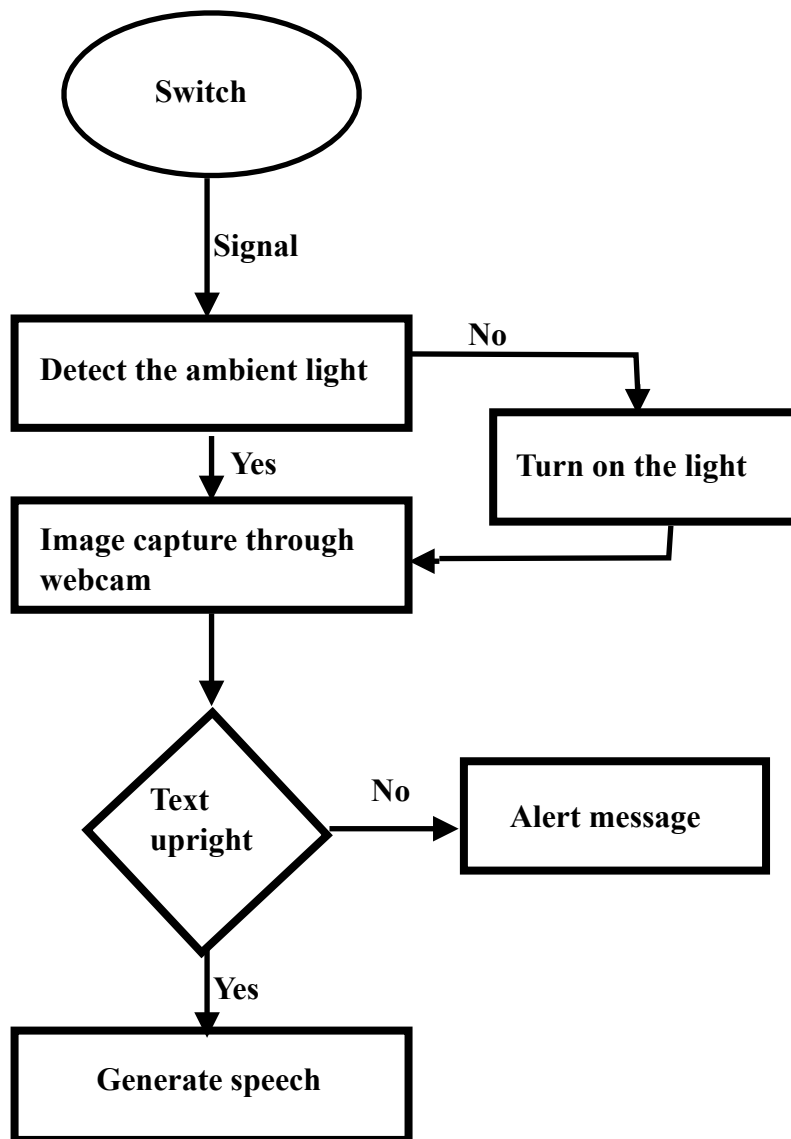 Switch
Signal
Detect the ambient light
No
Turn on the light
Yes
Image capture through
webcam
Text
upright
No
Alert message
Yes
Generate speech